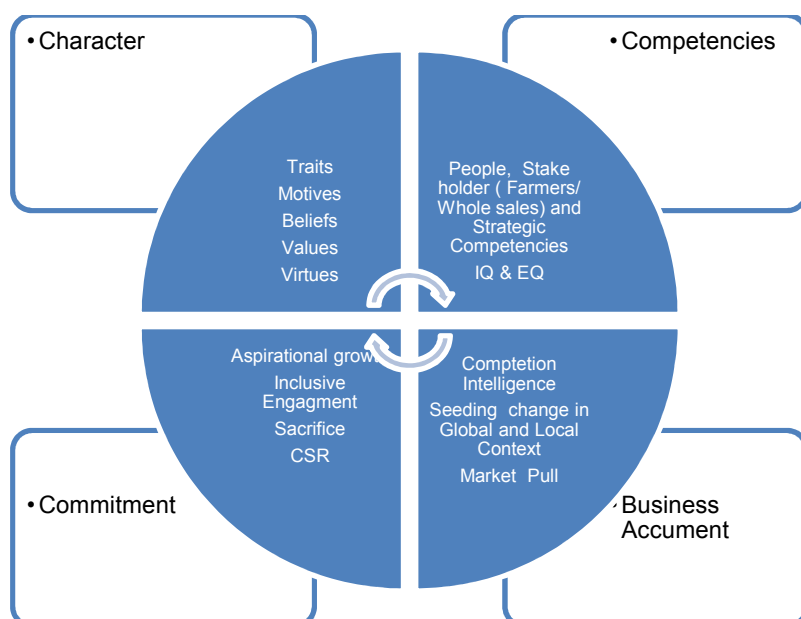 • Character
• Competencies
Traits
Motives
Beliefs
Values
Virtues
People, Stake
holder ( Farmers/
Whole sales) and
Strategic
Competencies
IQ & EQ
Aspirational grow
Inclusive
Engagment
Sacrifice
CSR
Comptetion
Intelligence
Seeding change in
Global and Local
Context
Market Pull
• Commitment
• Business
Accument